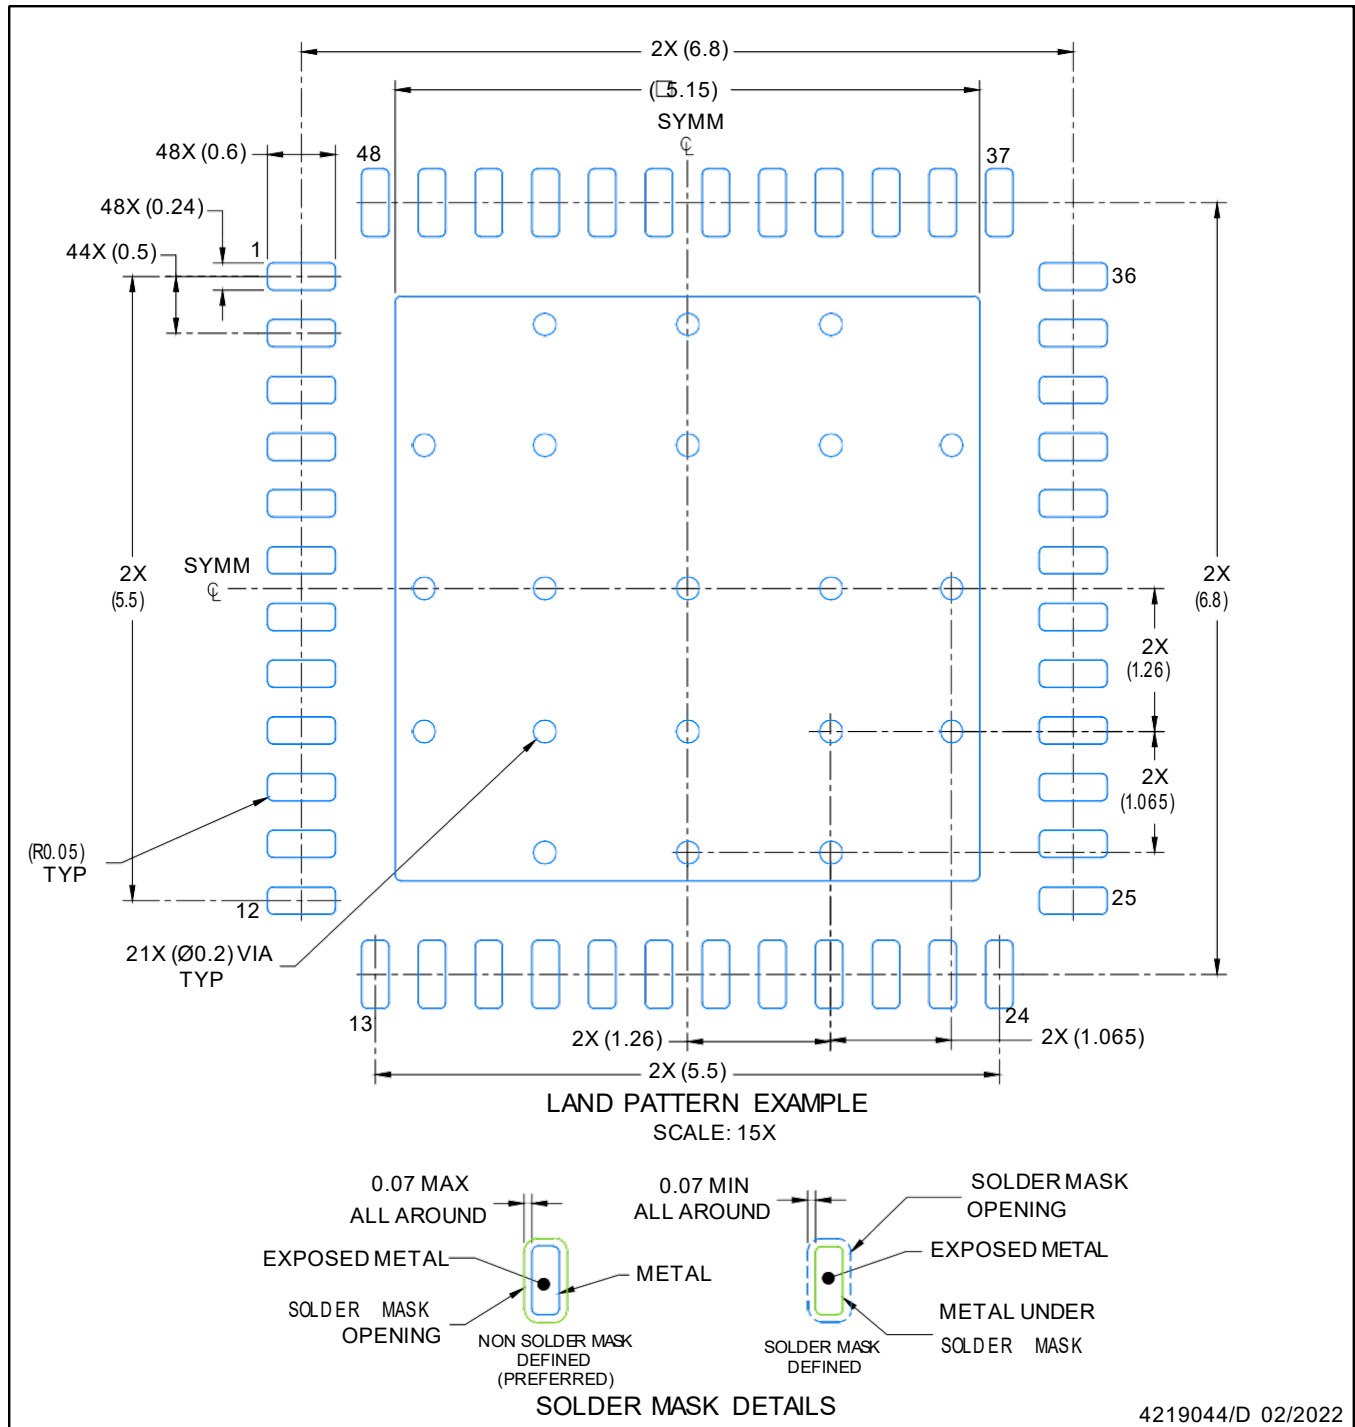 2X (6.8)
(□5.15)
SYMM
℄
48X (0.6)
48
37
48X (0.24)
44X (0.5)
1
36
SYMM
℄
2X
(5.5)
2X
(6.8)
2X
(1.26)
2X
(1.065)
(R0.05)
TYP
12
25
21X (Ø0.2) VIA
TYP
13
24
2X (1.26)
2X (1.065)
2X (5.5)
LAND PATTERN EXAMPLE
SCALE: 15X
0.07 MAX
ALL AROUND
0.07 MIN
ALL AROUND
SOLDER MASK
OPENING
EXPOSED METAL
METAL
EXPOSED METAL
SOLDER MASK
OPENING
METAL UNDER
SOLDER MASK
NON SOLDER MASK
DEFINED
(PREFERRED)
SOLDER MASK
DEFINED
SOLDER MASK DETAILS
4219044/D 02/2022